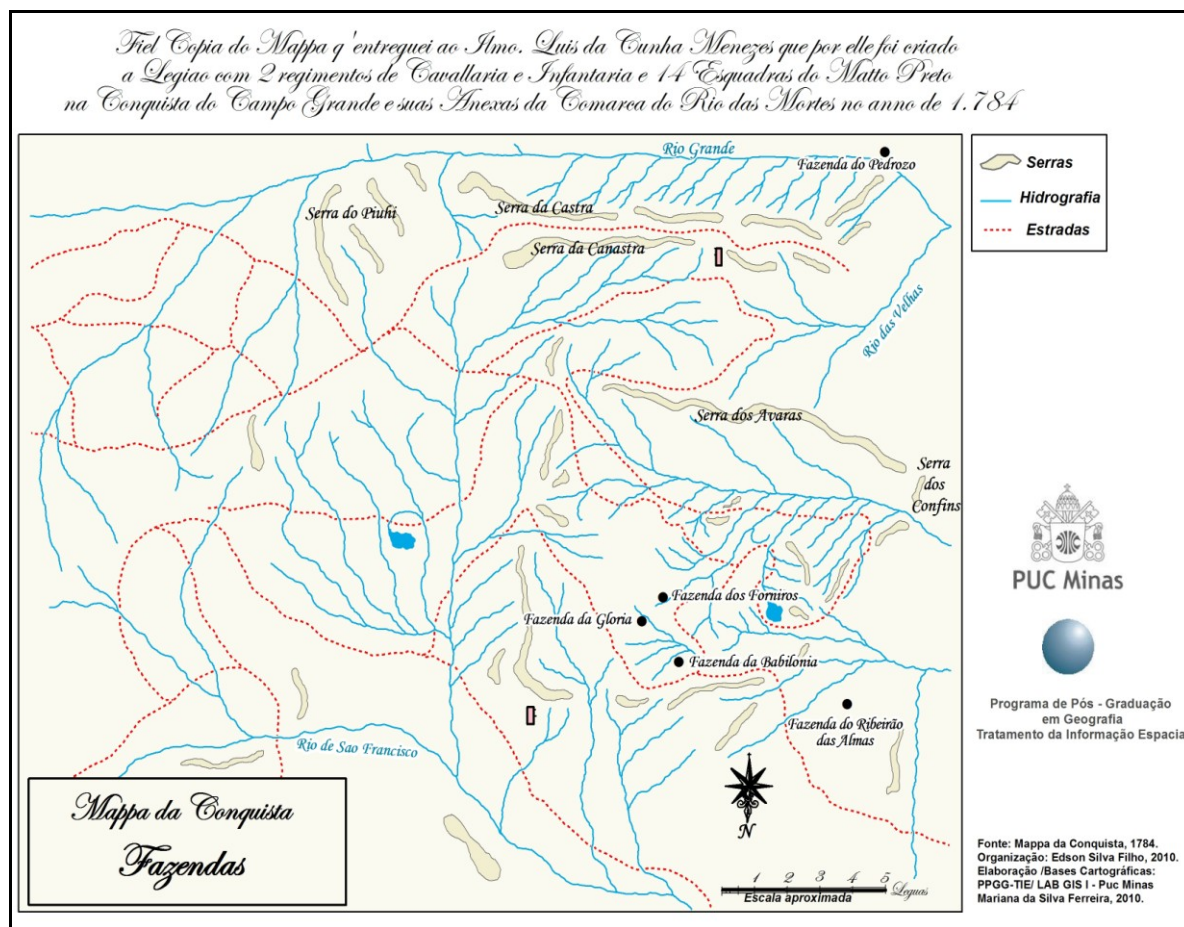 Fiel Copia do Mappa q'entreguei ao Ilmo. Luis da Cunha Menezes que por elle foi criado
a Legiao com 2 regimentos de Cavallaria e Infantaria e 14 Esquadras do Matto Preto
na Conquista do Campo Grande e suas Anexas da Comarca do Rio das Mortes no anno de 1.784
Rio Grande
Fazenda do Pedrozo
Serra do Piuhi
Serra da Castra
Serra da Canastra
Rio das Velhas
Serra dos Avaras
Serra
dos
Confins
Fazenda dos Forniros
Fazenda da Gloria
Fazenda da Babilonia
Fazenda do Ribeirão
das Almas
Rio de Sao Francisco
N
1 2 3 4 5
Leguas
Escala aproximada
Mappa da Conquista
Fazendas
Serras
Hidrografia
Estradas
PUC Minas
Programa de Pós - Graduação
em Geografia
Tratamento da Informação Espacia
Fonte: Mappa da Conquista, 1784.
Organização: Edson Silva Filho, 2010.
Elaboração /Bases Cartográficas:
PPGG-TIE/ LAB GIS I - Puc Minas
Mariana da Silva Ferreira, 2010.